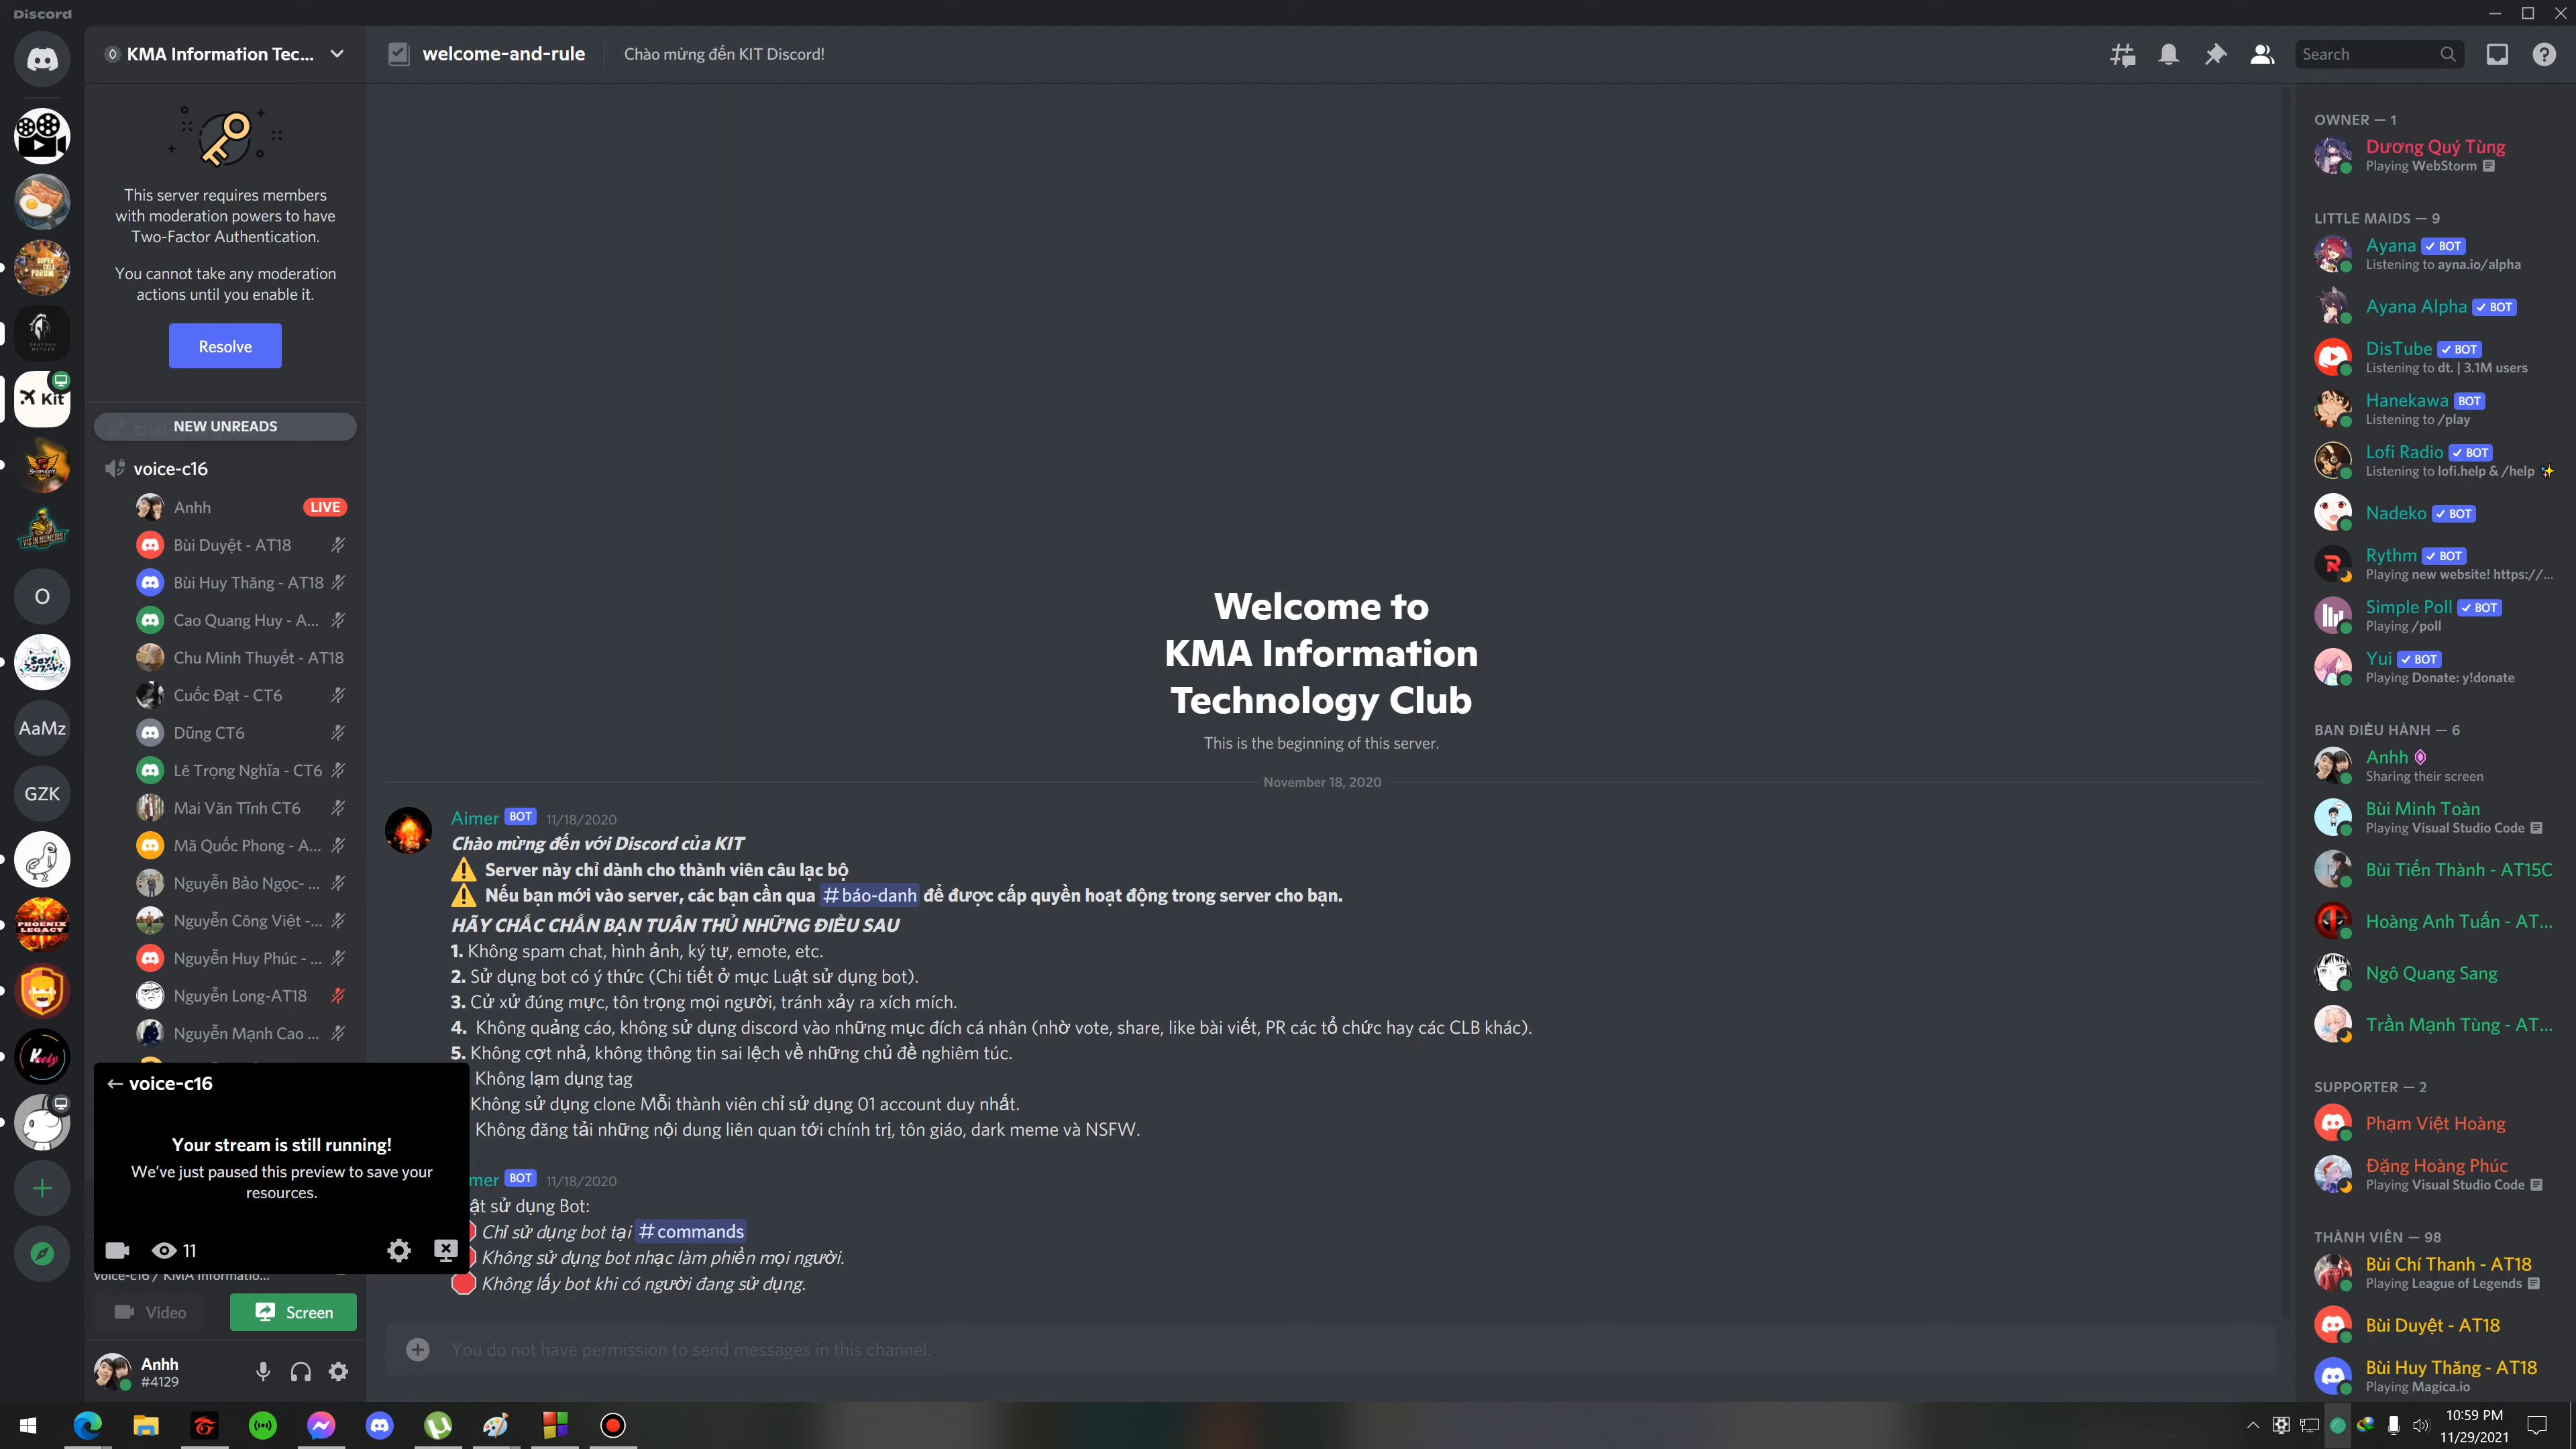 Discord
KMA Information Tec...
welcome-and-rule
Chào mừng đến KIT Discord!
Search
This server requires members
with moderation powers to have
Two-Factor Authentication.
You cannot take any moderation
actions until you enable it.
Resolve
NEW UNREADS
voice-c16
Anhh LIVE
Bùi Duyệt - AT18
Bùi Huy Thăng - AT18
Cao Quang Huy - A...
Chu Minh Thuyết - AT18
Cuốc Đạt - CT6
Dũng CT6
Lê Trọng Nghĩa - CT6
Mai Văn Tĩnh CT6
Mã Quốc Phong - A...
Nguyễn Bảo Ngọc- ...
Nguyễn Công Việt -...
Nguyễn Huy Phúc - ...
Nguyễn Long-AT18
Nguyễn Mạnh Cao ...
voice-c16
Your stream is still running!
We've just paused this preview to save your
resources.
11
voice-c16 / KMA Informatio...
Video
Screen
Anhh
#4129
Kit
O
AaMz
GZK
PHOENIX
LEGACY
Welcome to
KMA Information
Technology Club
This is the beginning of this server.
November 18, 2020
Aimer BOT 11/18/2020
Chào mừng đến với Discord của KIT
Server này chỉ dành cho thành viên câu lạc bộ
Nếu bạn mới vào server, các bạn cần qua #báo-danh để được cấp quyền hoạt động trong server cho bạn.
HÃY CHẮC CHẮN BẠN TUÂN THỦ NHỮNG ĐIỀU SAU
1. Không spam chat, hình ảnh, ký tự, emote, etc.
2. Sử dụng bot có ý thức (Chi tiết ở mục Luật sử dụng bot).
3. Cử xử đúng mực, tôn trọng mọi người, tránh xảy ra xích mích.
4. Không quảng cáo, không sử dụng discord vào những mục đích cá nhân (nhờ vote, share, like bài viết, PR các tổ chức hay các CLB khác).
5. Không cợt nhả, không thông tin sai lệch về những chủ đề nghiêm túc.
Không lạm dụng tag
Không sử dụng clone Mỗi thành viên chỉ sử dụng 01 account duy nhất.
Không đăng tải những nội dung liên quan tới chính trị, tôn giáo, dark meme và NSFW.
mer BOT 11/18/2020
ật sử dụng Bot:
Chỉ sử dụng bot tại #commands
Không sử dụng bot nhạc làm phiền mọi người.
Không lấy bot khi có người đang sử dụng.
You do not have permission to send messages in this channel.
OWNER — 1
Dương Quý Tùng
Playing WebStorm
LITTLE MAIDS — 9
Ayana BOT
Listening to ayna.io/alpha
Ayana Alpha BOT
DisTube BOT
Listening to dt. | 3.1M users
Hanekawa BOT
Listening to /play
Lofi Radio BOT
Listening to lofi.help & /help
Nadeko BOT
Rythm BOT
Playing new website! https://...
Simple Poll BOT
Playing /poll
Yui BOT
Playing Donate: y!donate
BAN ĐIỀU HÀNH — 6
Anhh
Sharing their screen
Bùi Minh Toàn
Playing Visual Studio Code
Bùi Tiến Thành - AT15C
Hoàng Anh Tuấn - AT...
Ngô Quang Sang
Trần Mạnh Tùng - AT...
SUPPORTER — 2
Phạm Việt Hoàng
Đặng Hoàng Phúc
Playing Visual Studio Code
THÀNH VIÊN — 98
Bùi Chí Thanh - AT18
Playing League of Legends
Bùi Duyệt - AT18
Bùi Huy Thăng - AT18
Playing Magica.io
10:59 PM
11/29/2021